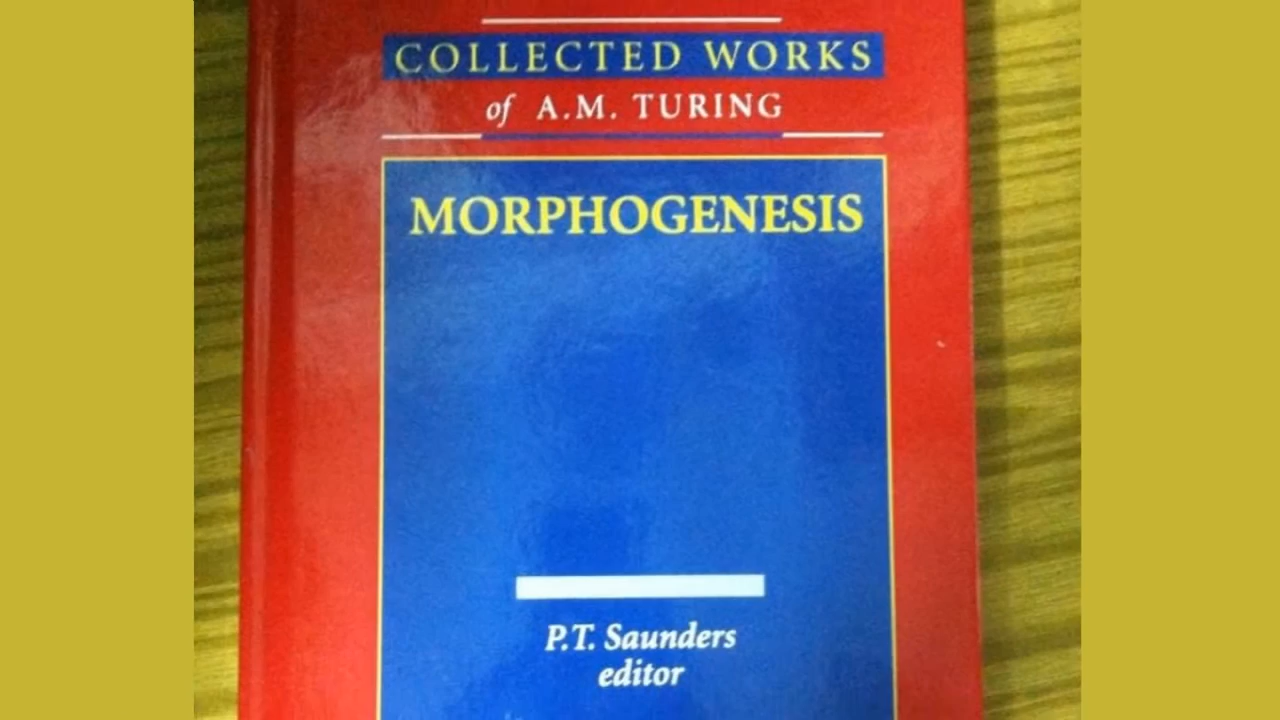 COLLECTED WORKS
of A.M. TURING
MORPHOGENESIS
P.T. Saunders
editor